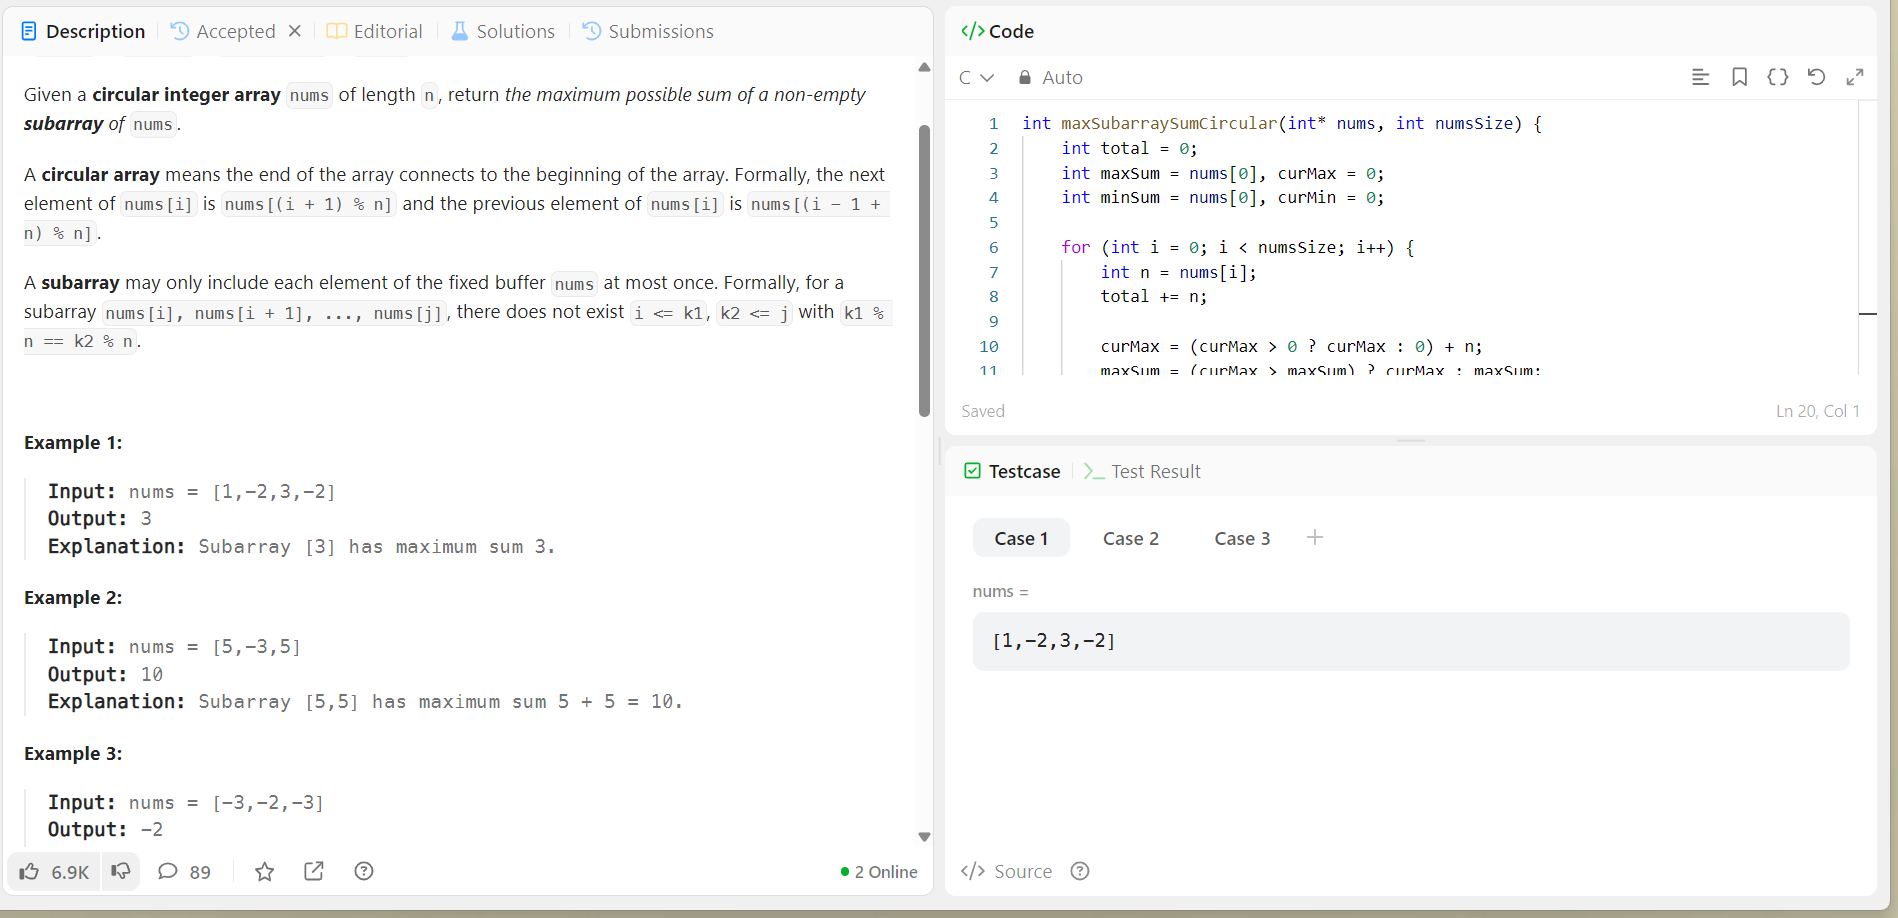 Description
Accepted
Editorial
Solutions
Submissions
Given a circular integer array nums of length n, return the maximum possible sum of a non-empty
subarray of nums.
A circular array means the end of the array connects to the beginning of the array. Formally, the next
element of nums[i] is nums[(i + 1) % n] and the previous element of nums[i] is nums[(i - 1 +
n) % n].
A subarray may only include each element of the fixed buffer nums at most once. Formally, for a
subarray nums[i], nums[i + 1], ..., nums[j], there does not exist i <= k1, k2 <= j with k1 %
n == k2 % n.
Example 1:
Input: nums = [1,-2,3,-2]
Output: 3
Explanation: Subarray [3] has maximum sum 3.
Example 2:
Input: nums = [5,-3,5]
Output: 10
Explanation: Subarray [5,5] has maximum sum 5 + 5 = 10.
Example 3:
Input: nums = [-3,-2,-3]
Output: -2
6.9K
89
2 Online
</> Code
C
Auto
1 int maxSubarraySumCircular(int* nums, int numsSize) {
2 int total = 0;
3 int maxSum = nums[0], curMax = 0;
4 int minSum = nums[0], curMin = 0;
5
6 for (int i = 0; i < numsSize; i++) {
7 int n = nums[i];
8 total += n;
9
10 curMax = (curMax > 0 ? curMax : 0) + n;
11 maxSum = (curMax > maxSum) ? curMax : maxSum;
Saved
Ln 20, Col 1
Testcase
Test Result
Case 1
Case 2
Case 3
nums =
[1,-2,3,-2]
</> Source